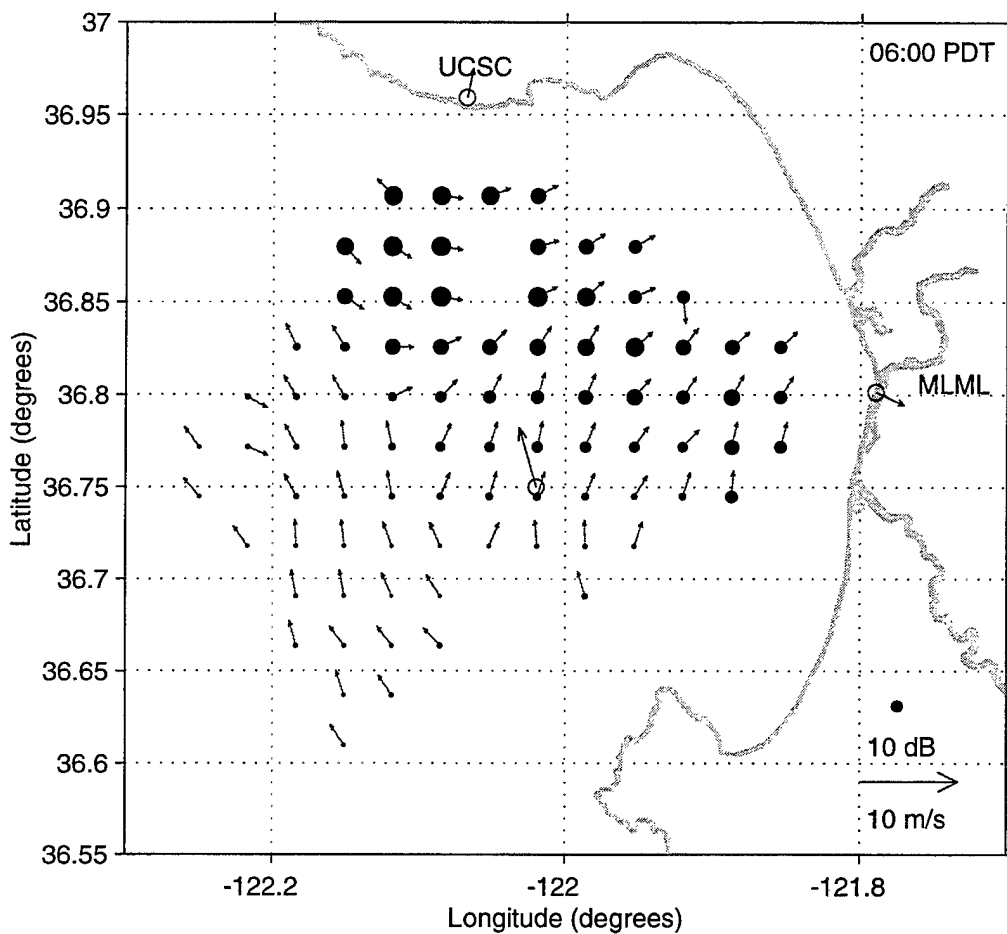 37
06:00 PDT
UCSC
36.95
36.9
36.85
36.8
MLML
36.75
36.7
36.65
10 dB
36.6
10 m/s
36.55
-122.2
-122
-121.8
Longitude (degrees)
Latitude (degrees)